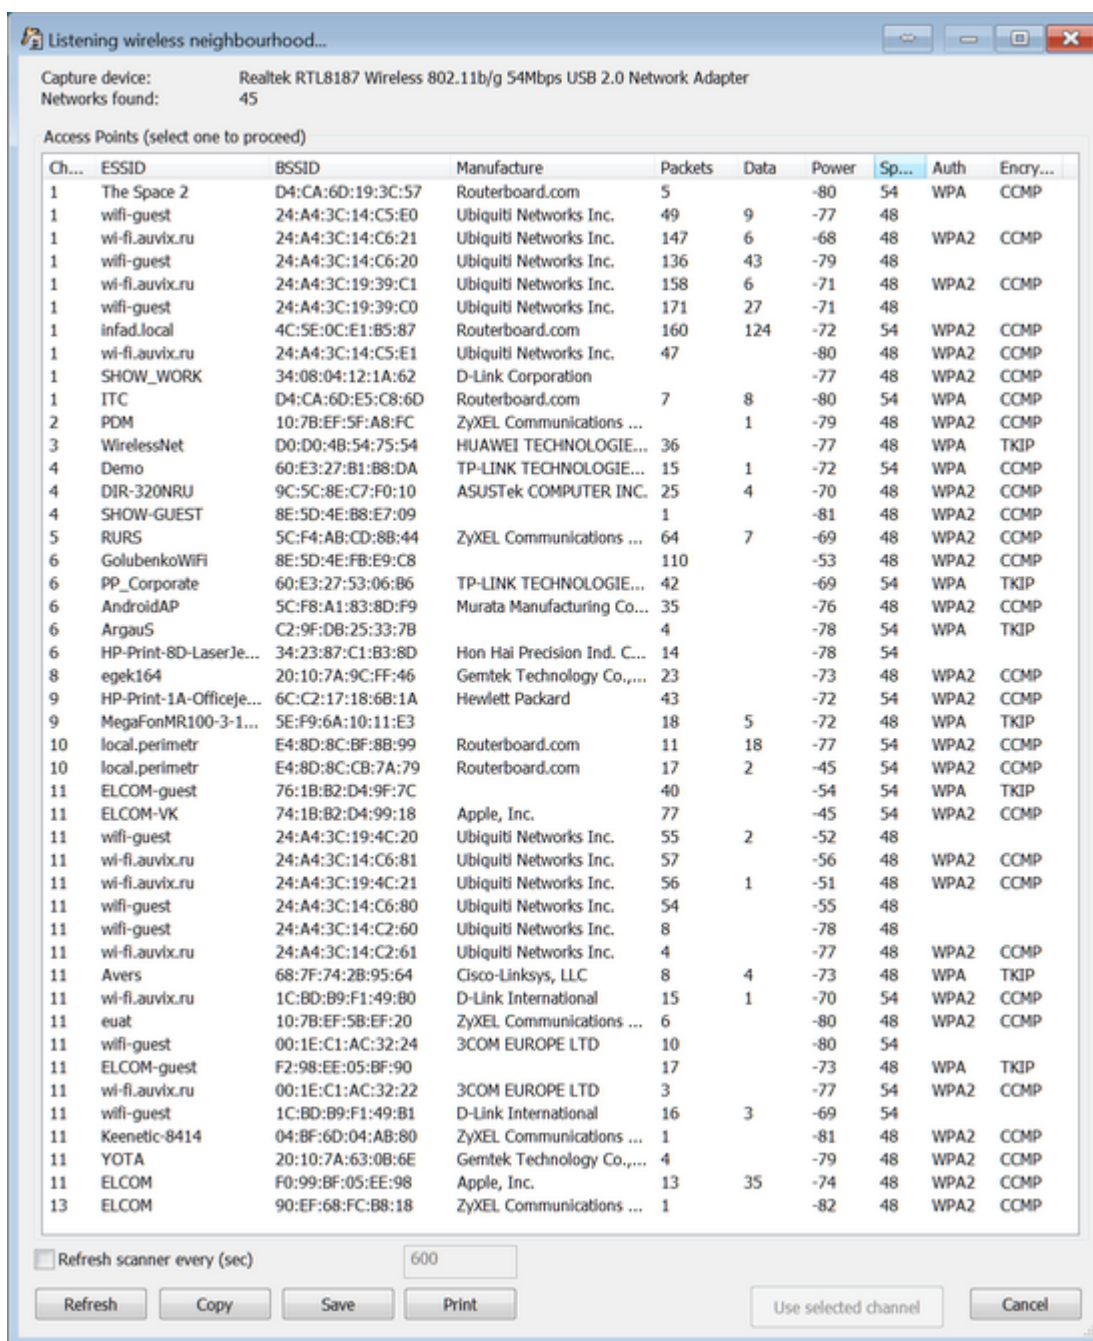 Listening wireless neighbourhood...
Capture device: Realtek RTL8187 Wireless 802.11b/g 54Mbps USB 2.0 Network Adapter
Networks found: 45
Access Points (select one to proceed)
Ch... ESSID BSSID Manufacture Packets Data Power Sp... Auth Encry...
1 The Space 2 D4:CA:6D:19:3C:57 Routerboard.com 5 -80 54 WPA CCMP
1 wifi-guest 24:A4:3C:14:C5:E0 Ubiquiti Networks Inc. 49 9 -77 48
1 wi-fi.auvix.ru 24:A4:3C:14:C6:21 Ubiquiti Networks Inc. 147 6 -68 48 WPA2 CCMP
1 wifi-guest 24:A4:3C:14:C6:20 Ubiquiti Networks Inc. 136 43 -79 48
1 wi-fi.auvix.ru 24:A4:3C:19:39:C1 Ubiquiti Networks Inc. 158 6 -71 48 WPA2 CCMP
1 wifi-guest 24:A4:3C:19:39:C0 Ubiquiti Networks Inc. 171 27 -71 48
1 infad.local 4C:5E:0C:E1:B5:87 Routerboard.com 160 124 -72 54 WPA2 CCMP
1 wi-fi.auvix.ru 24:A4:3C:14:C5:E1 Ubiquiti Networks Inc. 47 -80 48 WPA2 CCMP
1 SHOW_WORK 34:08:04:12:1A:62 D-Link Corporation -77 48 WPA2 CCMP
1 ITC D4:CA:6D:E5:C8:6D Routerboard.com 7 8 -80 54 WPA CCMP
2 PDM 10:7B:EF:5F:A8:FC ZyXEL Communications ... 1 -79 48 WPA2 CCMP
3 WirelessNet D0:D0:4B:54:75:54 HUAWEI TECHNOLOGIE... 36 -77 48 WPA TKIP
4 Demo 60:E3:27:B1:B8:DA TP-LINK TECHNOLOGIE... 15 1 -72 54 WPA CCMP
4 DIR-320NRU 9C:5C:8E:C7:F0:10 ASUSTek COMPUTER INC. 25 4 -70 48 WPA2 CCMP
4 SHOW-GUEST 8E:5D:4E:B8:E7:09 1 -81 48 WPA2 CCMP
5 RURS 5C:F4:AB:CD:8B:44 ZyXEL Communications ... 64 7 -69 48 WPA2 CCMP
6 GolubenkoWiFi 8E:5D:4E:FB:E9:C8 110 -53 48 WPA2 CCMP
6 PP_Corporate 60:E3:27:53:06:B6 TP-LINK TECHNOLOGIE... 42 -69 54 WPA TKIP
6 AndroidAP 5C:F8:A1:83:8D:F9 Murata Manufacturing Co... 35 -76 48 WPA2 CCMP
6 ArgauS C2:9F:DB:25:33:7B 4 -78 54 WPA TKIP
6 HP-Print-8D-LaserJe... 34:23:87:C1:B3:8D Hon Hai Precision Ind. C... 14 -78 54
8 egek164 20:10:7A:9C:FF:46 Gemtek Technology Co.,... 23 -73 48 WPA2 CCMP
9 HP-Print-1A-Officeje... 6C:C2:17:18:6B:1A Hewlett Packard 43 -72 54 WPA2 CCMP
9 MegaFonMR100-3-1... 5E:F9:6A:10:11:E3 18 5 -72 48 WPA TKIP
10 local.perimetr E4:8D:8C:BF:8B:99 Routerboard.com 11 18 -77 54 WPA2 CCMP
10 local.perimetr E4:8D:8C:CB:7A:79 Routerboard.com 17 2 -45 54 WPA2 CCMP
11 ELCOM-guest 76:1B:B2:D4:9F:7C 40 -54 54 WPA TKIP
11 ELCOM-VK 74:1B:B2:D4:99:18 Apple, Inc. 77 -45 54 WPA2 CCMP
11 wifi-guest 24:A4:3C:19:4C:20 Ubiquiti Networks Inc. 55 2 -52 48
11 wi-fi.auvix.ru 24:A4:3C:14:C6:81 Ubiquiti Networks Inc. 57 -56 48 WPA2 CCMP
11 wi-fi.auvix.ru 24:A4:3C:19:4C:21 Ubiquiti Networks Inc. 56 1 -51 48 WPA2 CCMP
11 wifi-guest 24:A4:3C:14:C6:80 Ubiquiti Networks Inc. 54 -55 48
11 wifi-guest 24:A4:3C:14:C2:60 Ubiquiti Networks Inc. 8 -78 48
11 wi-fi.auvix.ru 24:A4:3C:14:C2:61 Ubiquiti Networks Inc. 4 -77 48 WPA2 CCMP
11 Avers 68:7F:74:2B:95:64 Cisco-Linksys, LLC 8 4 -73 48 WPA TKIP
11 wi-fi.auvix.ru 1C:BD:B9:F1:49:B0 D-Link International 15 1 -70 54 WPA2 CCMP
11 euat 10:7B:EF:5B:EF:20 ZyXEL Communications ... 6 -80 48 WPA2 CCMP
11 wifi-guest 00:1E:C1:AC:32:24 3COM EUROPE LTD 10 -80 54
11 ELCOM-guest F2:98:EE:05:BF:90 17 -73 48 WPA TKIP
11 wi-fi.auvix.ru 00:1E:C1:AC:32:22 3COM EUROPE LTD 3 -77 54 WPA2 CCMP
11 wifi-guest 1C:BD:B9:F1:49:B1 D-Link International 16 3 -69 54
11 Keenetic-8414 04:BF:6D:04:AB:80 ZyXEL Communications ... 1 -81 48 WPA2 CCMP
11 YOTA 20:10:7A:63:0B:6E Gemtek Technology Co.,... 4 -79 48 WPA2 CCMP
11 ELCOM F0:99:BF:05:EE:98 Apple, Inc. 13 35 -74 48 WPA2 CCMP
13 ELCOM 90:EF:68:FC:B8:18 ZyXEL Communications ... 1 -82 48 WPA2 CCMP
Refresh scanner every (sec) 600
Refresh Copy Save Print Use selected channel Cancel